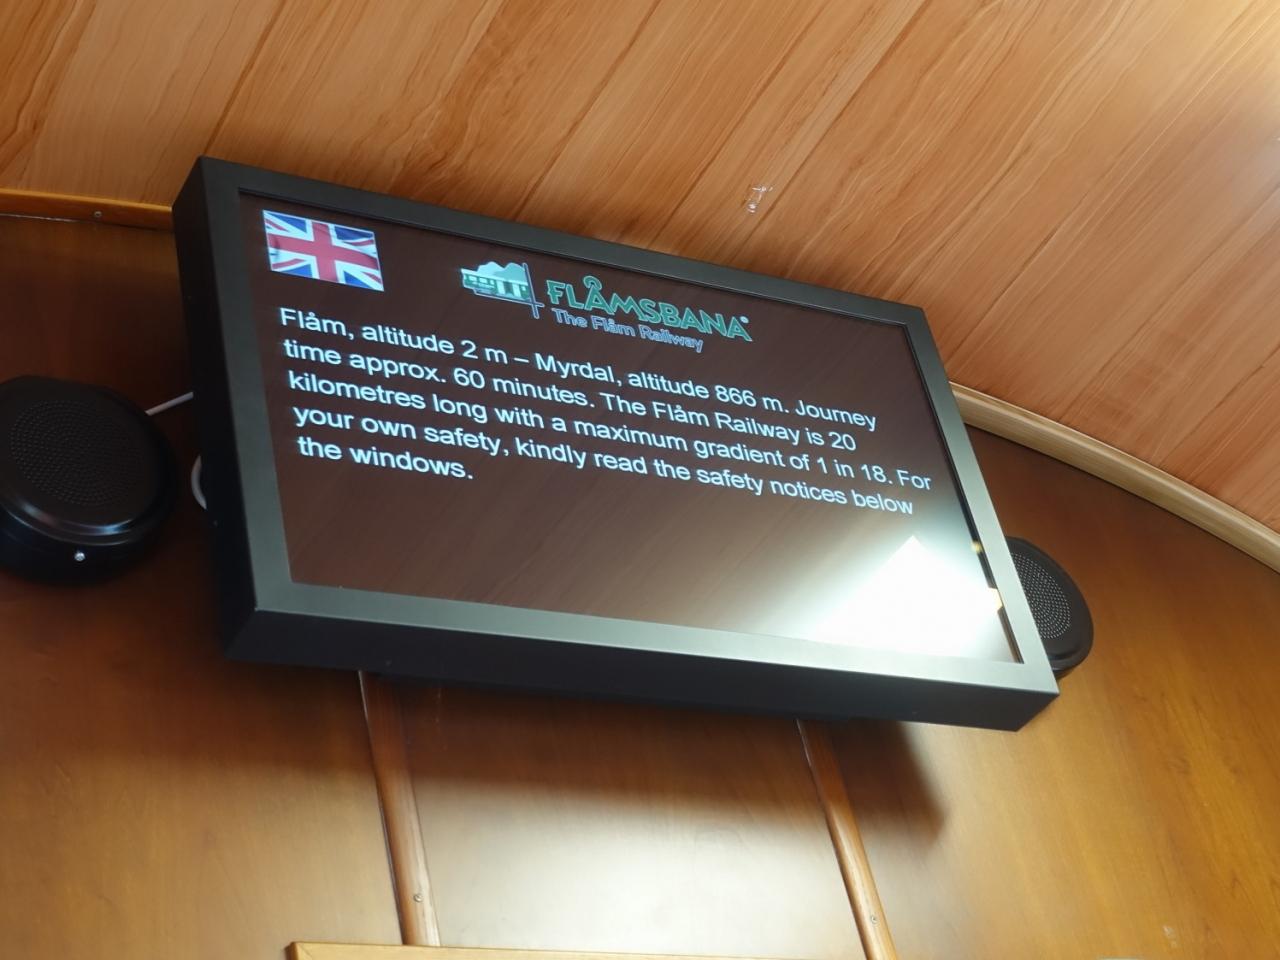 FLÅMSBANA®
The Flåm Railway
Flåm, altitude 2 m – Myrdal, altitude 866 m. Journey
time approx. 60 minutes. The Flåm Railway is 20
kilometres long with a maximum gradient of 1 in 18. For
your own safety, kindly read the safety notices below
the windows.